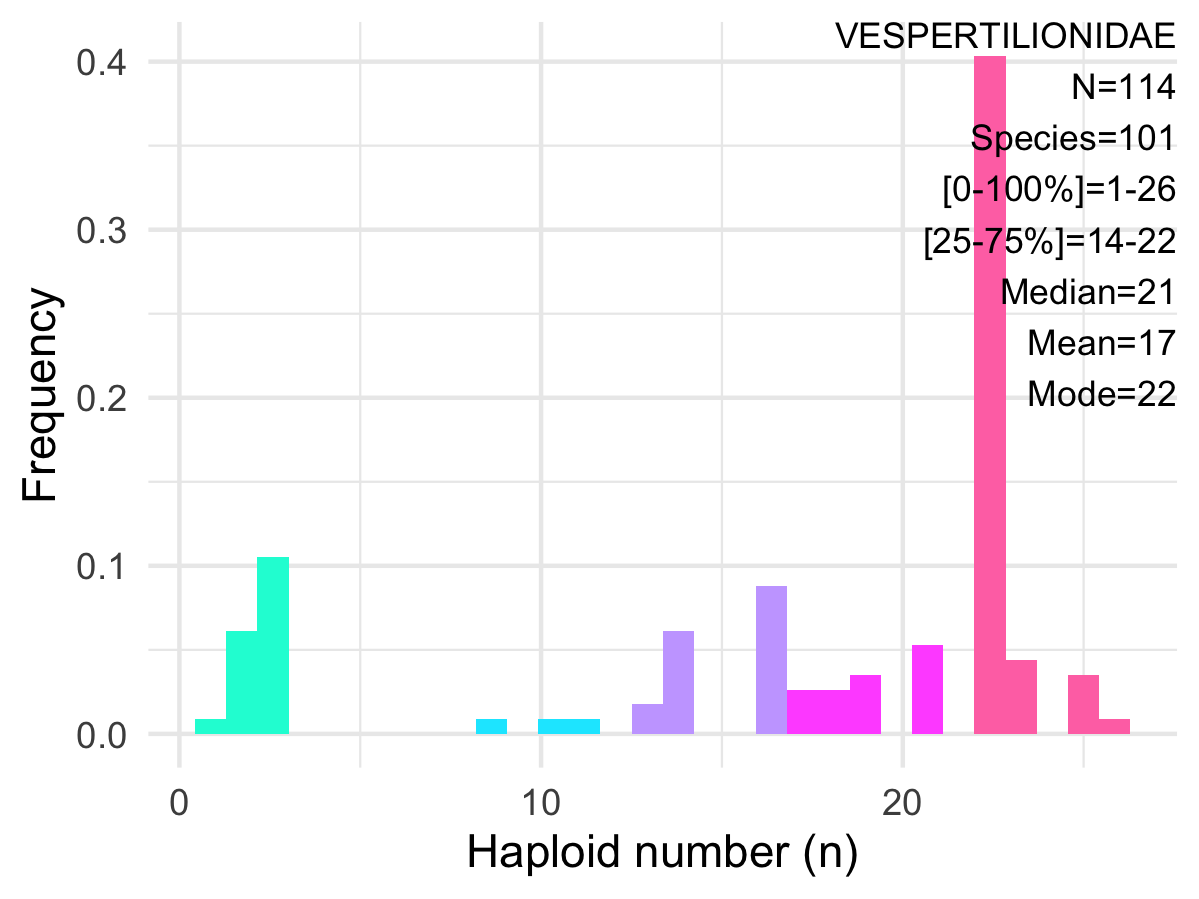 VESPERTILIONIDAE
N=114
Species=101
[0-100%]=1-26
[25-75%]=14-22
Median=21
Mean=17
Mode=22
Frequency
0.4
0.3
0.2
0.1
0.0
0 10 20
Haploid number (n)